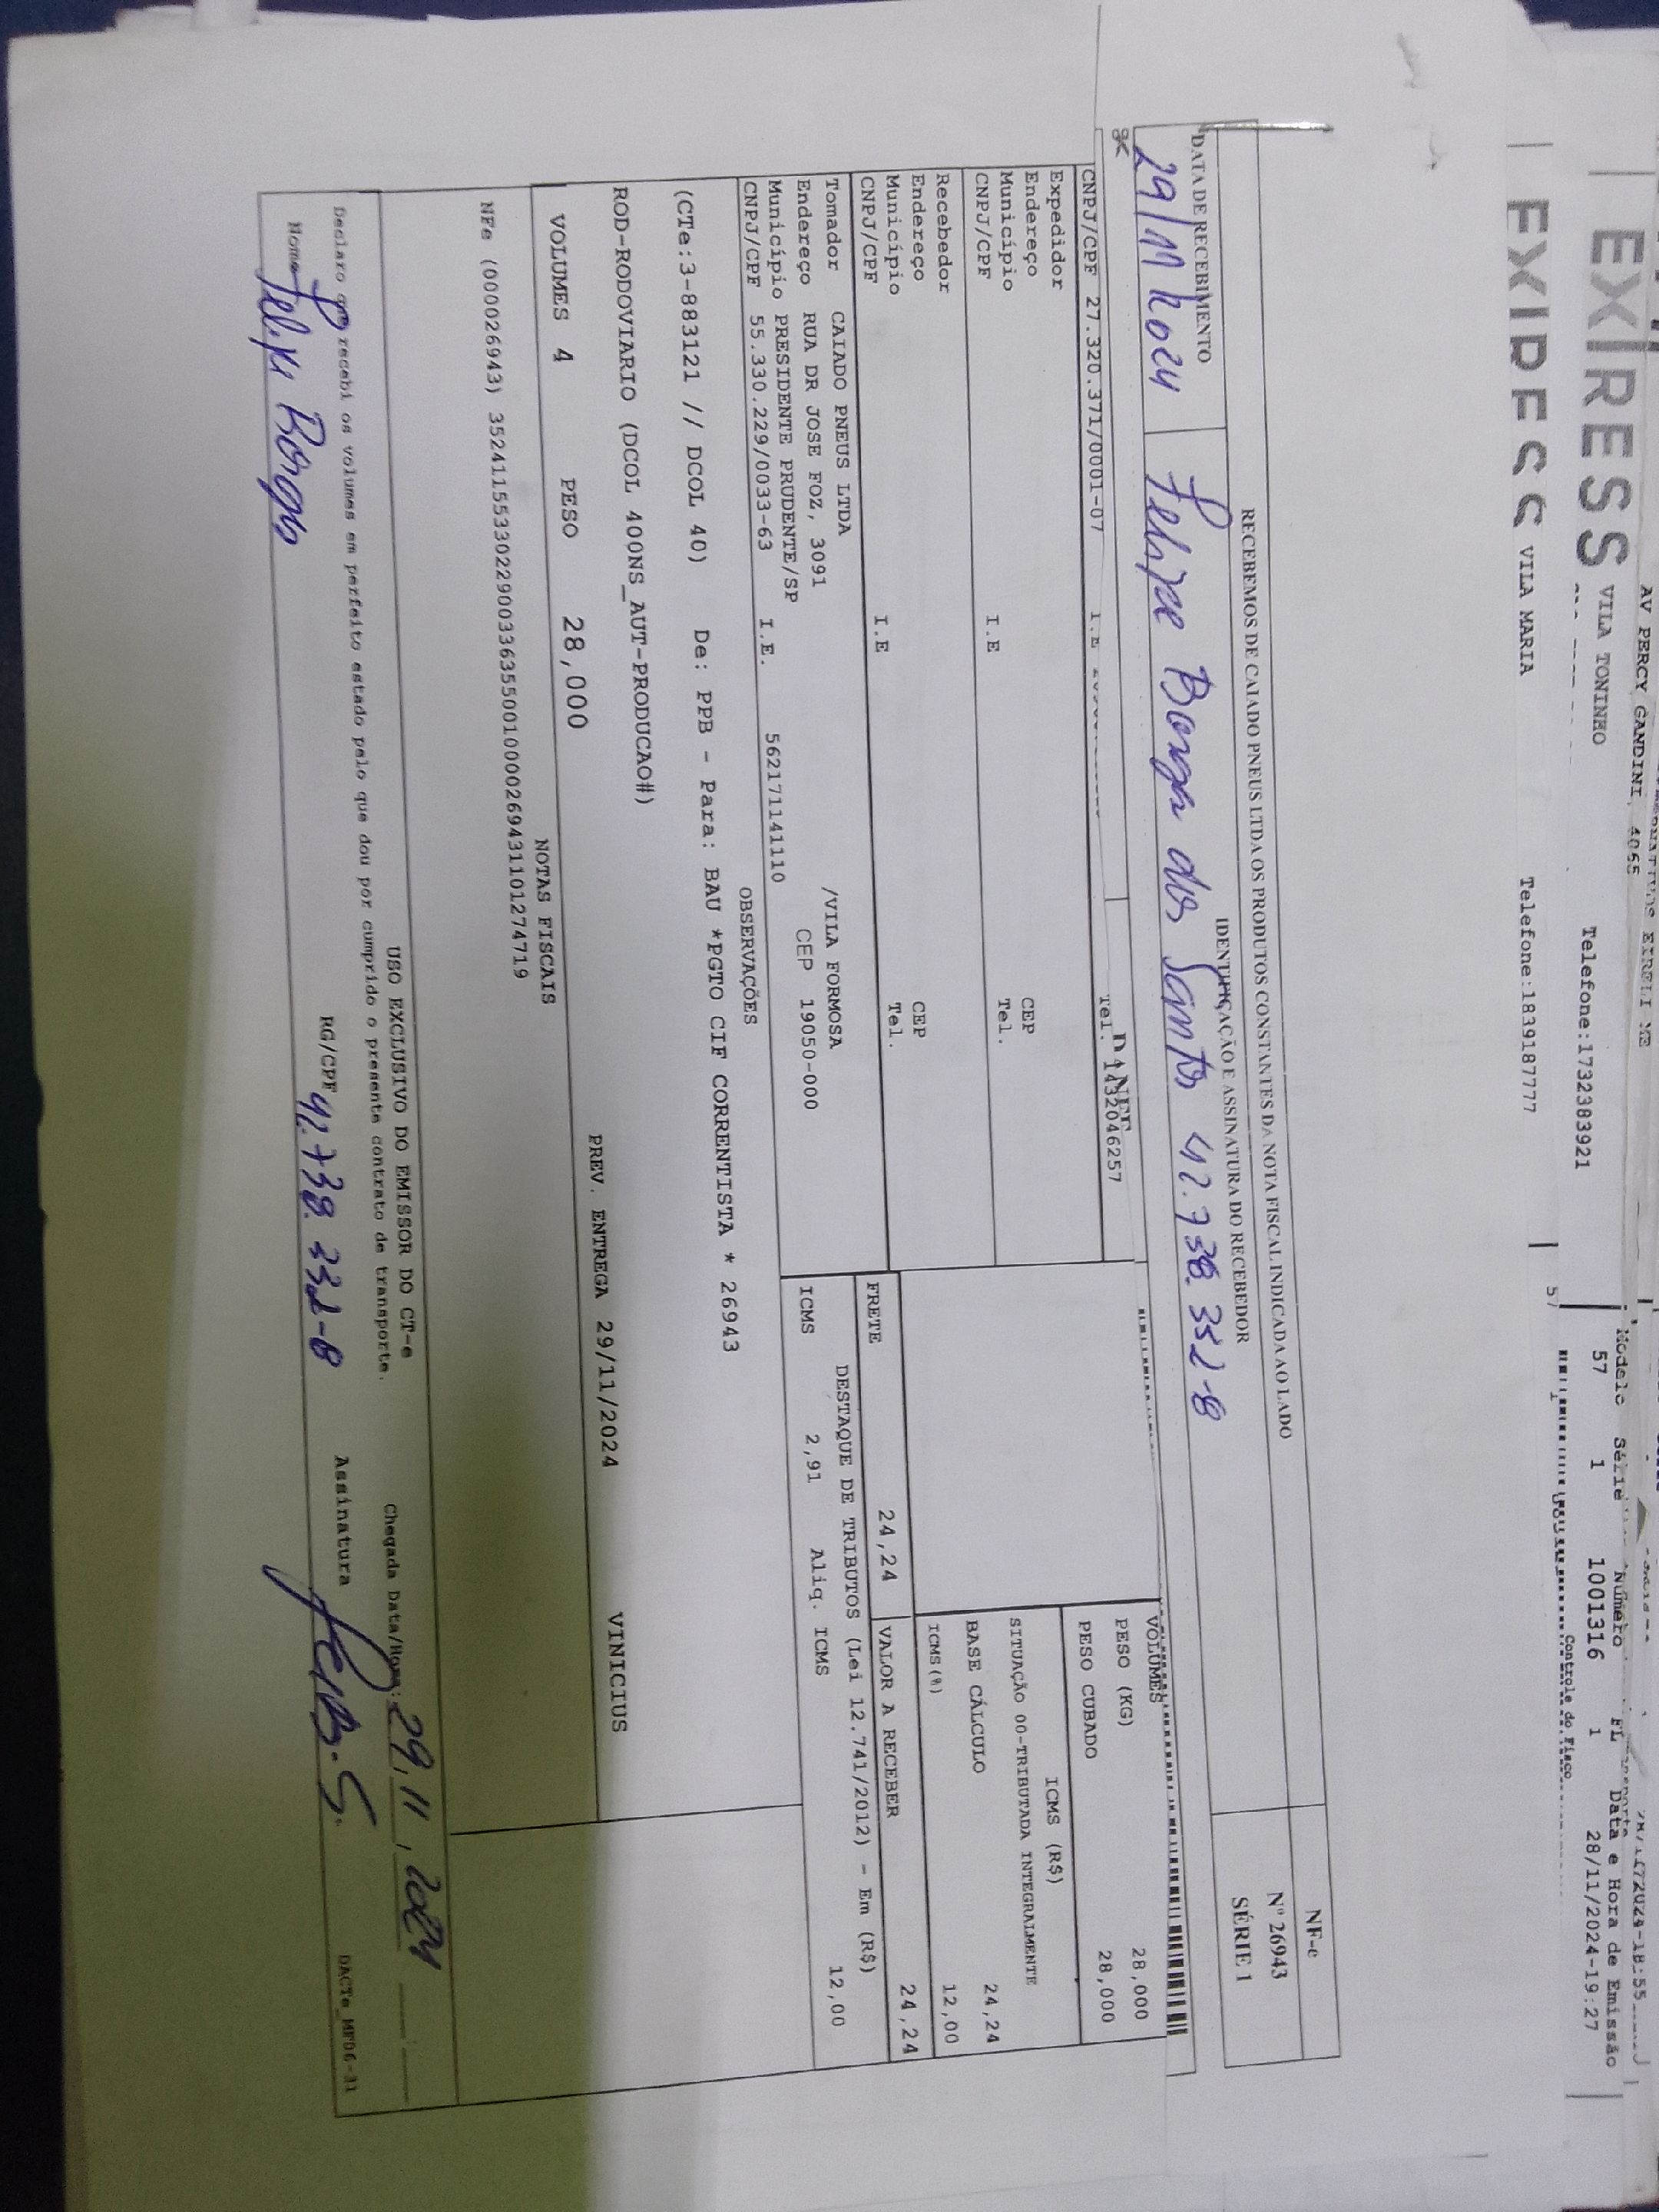 AV PERCY GANDINI, 4065
EXPRESS VILA TONINHO Telefone:1732383921
EXPRESS VILA MARIA Telefone:1839187777
Modelo Série Número FL Data e Hora de Emissão
57 1 1001316 1 28/11/2024-19:27
Controle do Fisco
NF-e
Nº 26943
SÉRIE 1
RECEBEMOS DE CAIADO PNEUS LTDA OS PRODUTOS CONSTANTES DA NOTA FISCAL INDICADA AO LADO
DATA DE RECEBIMENTO IDENTIFICAÇÃO E ASSINATURA DO RECEBEDOR
29/11/2024 Felipe Borga dos Santos 42.738.352-8
DANFE
CNPJ/CPF 27.320.371/0001-07 I.E Tel. 1432046257
Expedidor
Endereço CEP
Município Tel.
CNPJ/CPF I.E
Recebedor
Endereço CEP
Município Tel.
CNPJ/CPF I.E
VOLUMES
PESO (KG) 28,000
PESO CUBADO 28,000
ICMS (R$)
SITUAÇÃO 00-TRIBUTADA INTEGRALMENTE
BASE CÁLCULO 24,24
ICMS(%) 12,00
FRETE 24,24 VALOR A RECEBER 24,24
Tomador CAIADO PNEUS LTDA
Endereço RUA DR JOSE FOZ, 3091 /VILA FORMOSA
Município PRESIDENTE PRUDENTE/SP CEP 19050-000
CNPJ/CPF 55.330.229/0033-63 I.E. 562171141110
DESTAQUE DE TRIBUTOS (Lei 12.741/2012) - Em (R$)
ICMS 2,91 Aliq. ICMS 12,00
OBSERVAÇÕES
(CTe:3-883121 // DCOL 40) De: PPB - Para: BAU *PGTO CIF CORRENTISTA * 26943
ROD-RODOVIARIO (DCOL 400NS_AUT-PRODUCAO#)
VOLUMES 4 PESO 28,000 PREV. ENTREGA 29/11/2024 VINICIUS
NOTAS FISCAIS
NFe (000026943) 35241155330229003363550010000269431101274719
USO EXCLUSIVO DO EMISSOR DO CT-e
Declaro que recebi os volumes em perfeito estado pelo que dou por cumprido o presente contrato de transporte. Chegada Data/Hora: 29, 11, 2024
Nome Felipe Borga RG/CPF 42.738.332-8 Assinatura
DACTe_MF06-31